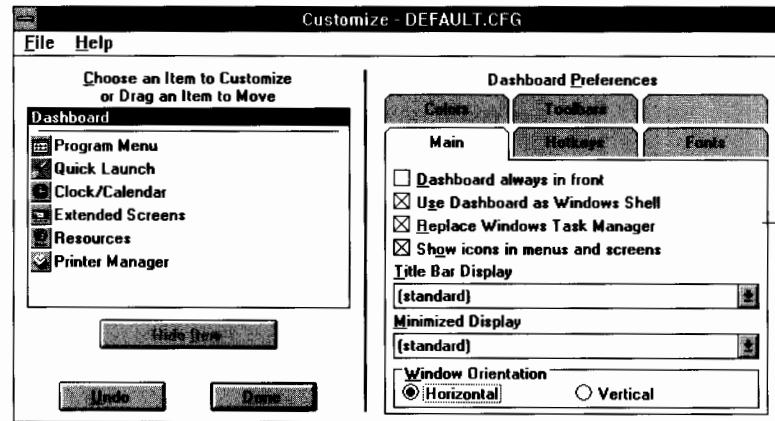 Customize - DEFAULT.CFG
File Help
Choose an Item to Customize
or Drag an Item to Move
Dashboard
Program Menu
Quick Launch
Clock/Calendar
Extended Screens
Resources
Printer Manager
Hide Item
Undo Done
Dashboard Preferences
Colors Toolbars
Main Hotkeys Fonts
Dashboard always in front
Use Dashboard as Windows Shell
Replace Windows Task Manager
Show icons in menus and screens
Title Bar Display
(standard)
Minimized Display
(standard)
Window Orientation
Horizontal Vertical